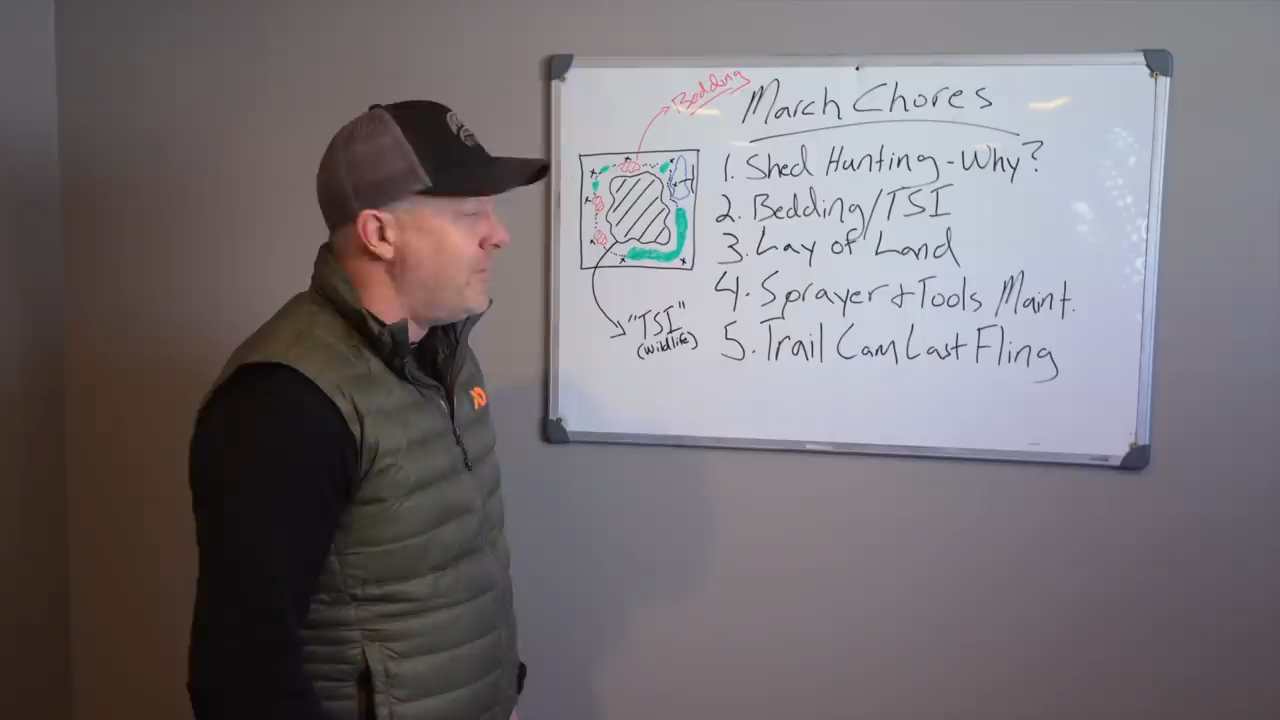 Bedding
March Chores
1. Shed Hunting - Why?
2. Bedding/TSI
3. Lay of Land
4. Sprayer + Tools Maint.
5. Trail Cam Last Fling
"TSI"
(Wildlife)